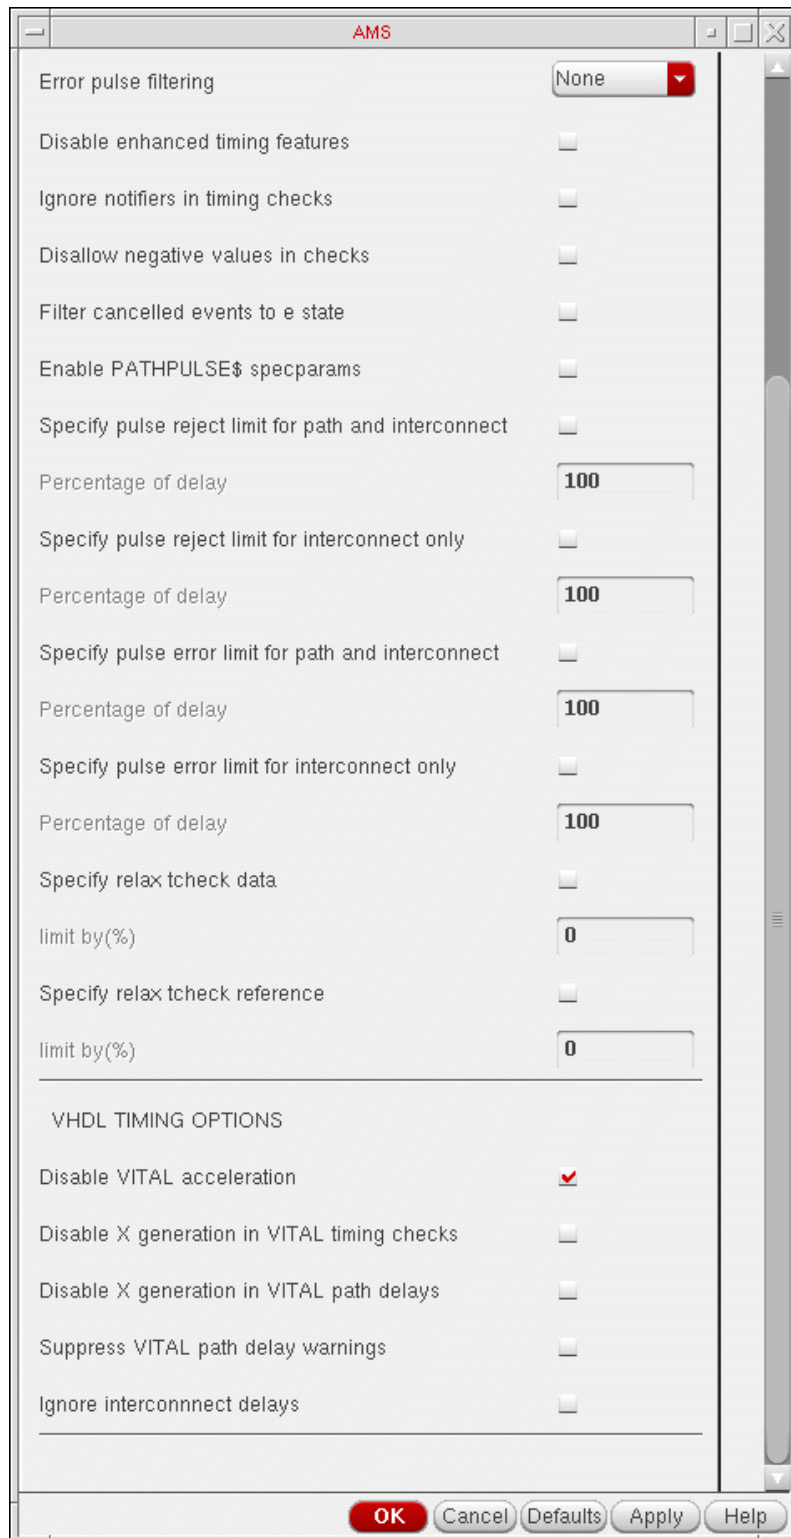 AMS
Error pulse filtering None
Disable enhanced timing features
Ignore notifiers in timing checks
Disallow negative values in checks
Filter cancelled events to e state
Enable PATHPULSE$ specparams
Specify pulse reject limit for path and interconnect
Percentage of delay 100
Specify pulse reject limit for interconnect only
Percentage of delay 100
Specify pulse error limit for path and interconnect
Percentage of delay 100
Specify pulse error limit for interconnect only
Percentage of delay 100
Specify relax tcheck data
limit by(%) 0
Specify relax tcheck reference
limit by(%) 0
VHDL TIMING OPTIONS
Disable VITAL acceleration
Disable X generation in VITAL timing checks
Disable X generation in VITAL path delays
Suppress VITAL path delay warnings
Ignore interconnnect delays
OK Cancel Defaults Apply Help